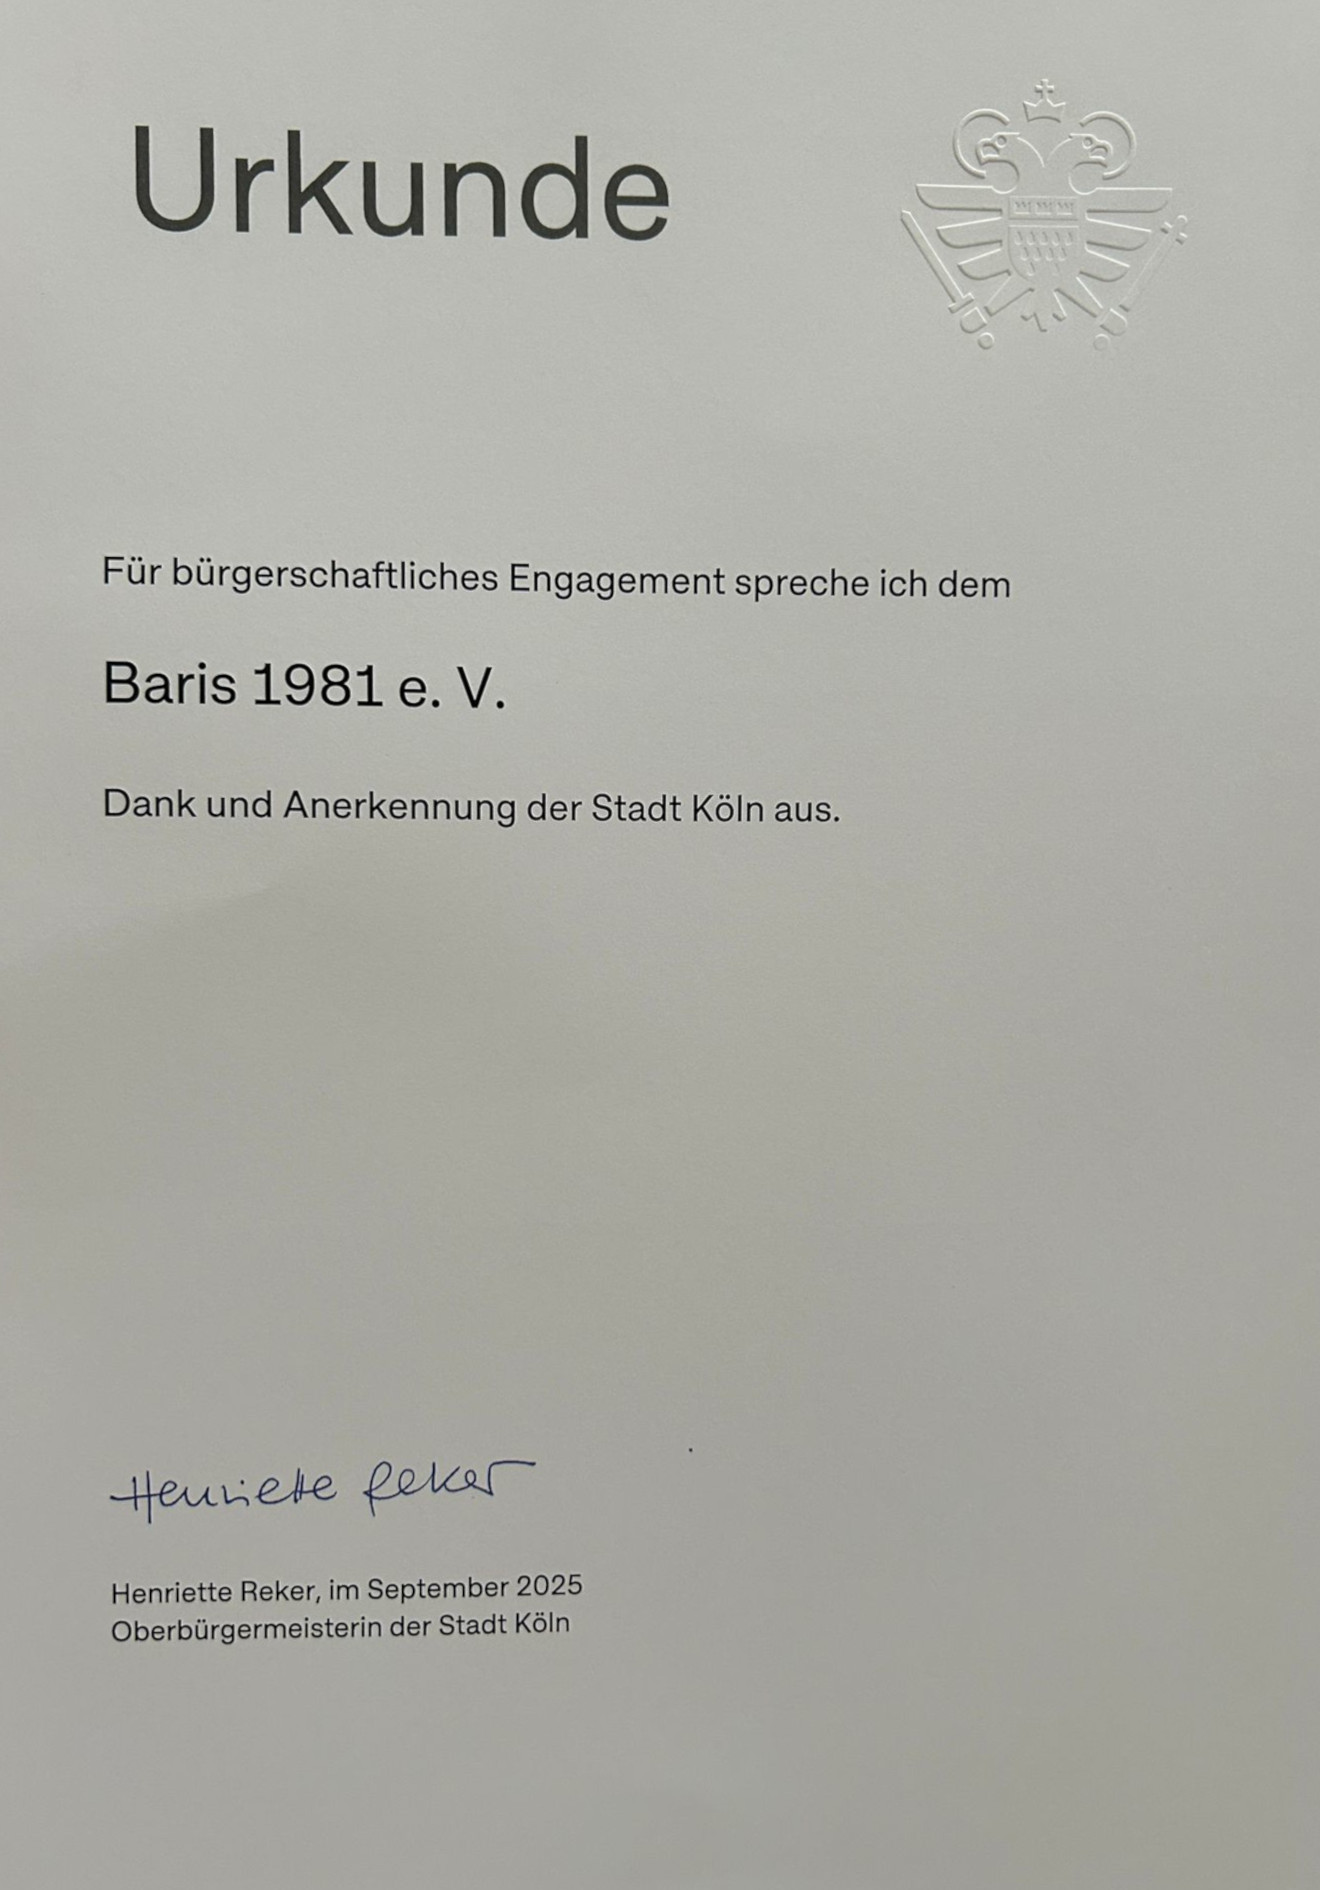 Urkunde
Für bürgerschaftliches Engagement spreche ich dem
Baris 1981 e. V.
Dank und Anerkennung der Stadt Köln aus.
Henriette Reker
Henriette Reker, im September 2025
Oberbürgermeisterin der Stadt Köln